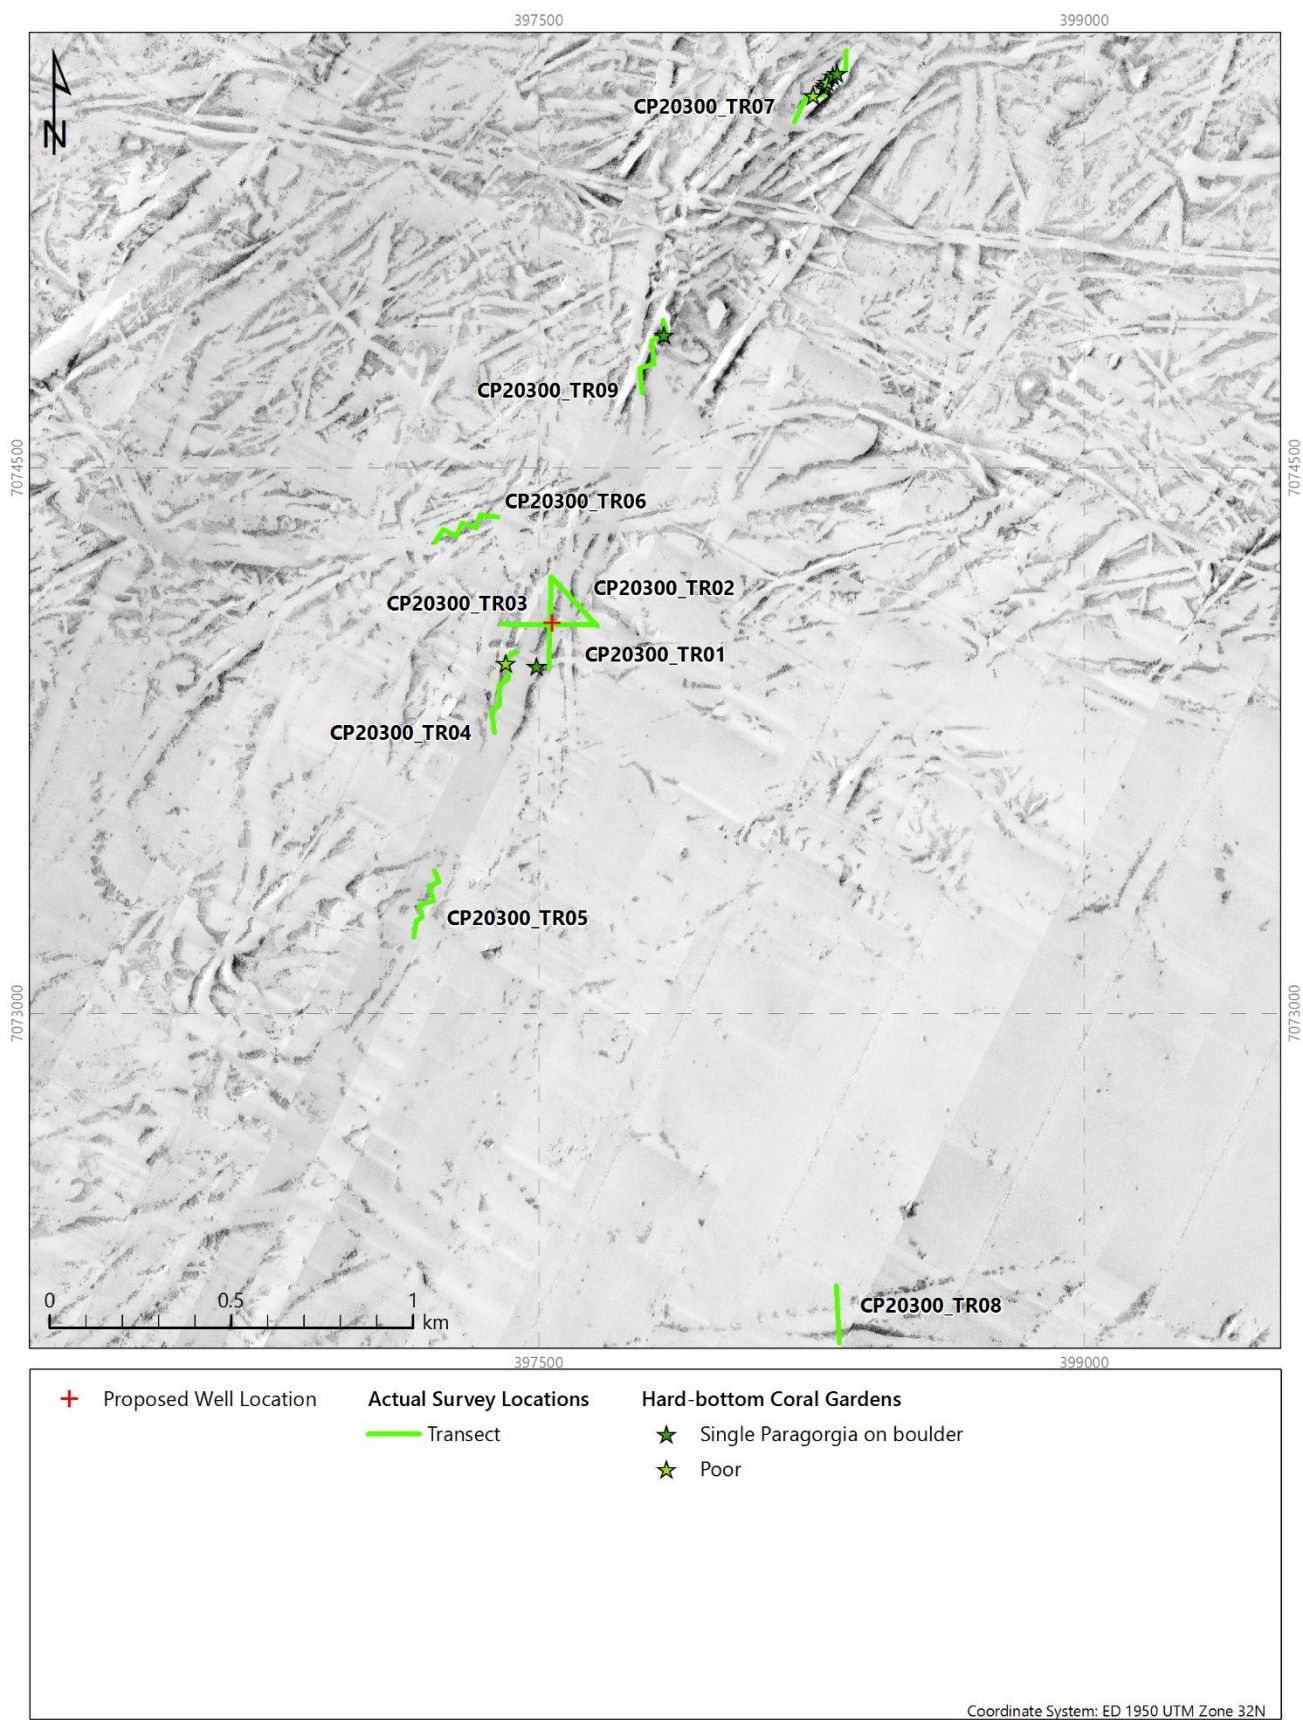 397500 399000
N
CP20300_TR07
CP20300_TR09
7074500 7074500
CP20300_TR06
CP20300_TR02
CP20300_TR03
CP20300_TR01
CP20300_TR04
CP20300_TR05
7073000 7073000
0 0.5 1
km
CP20300_TR08
397500 399000
Proposed Well Location
Actual Survey Locations
Transect
Hard-bottom Coral Gardens
Single Paragorgia on boulder
Poor
Coordinate System: ED 1950 UTM Zone 32N